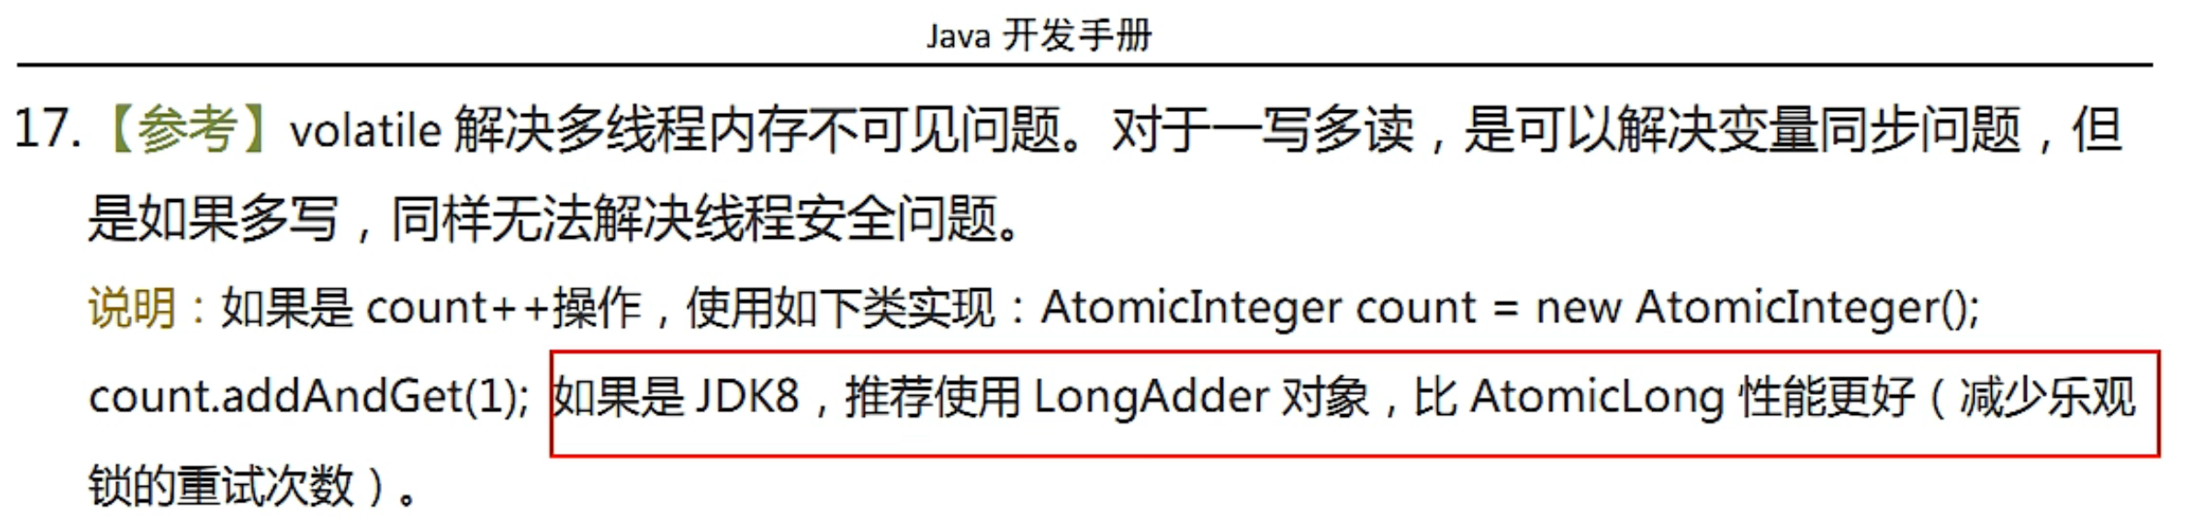 Java 开发手册
17.【参考】volatile 解决多线程内存不可见问题。对于一写多读，是可以解决变量同步问题，但
是如果多写，同样无法解决线程安全问题。
说明：如果是 count++操作，使用如下类实现：AtomicInteger count = new AtomicInteger();
count.addAndGet(1); 如果是 JDK8，推荐使用 LongAdder 对象，比 AtomicLong 性能更好（减少乐观
锁的重试次数）。